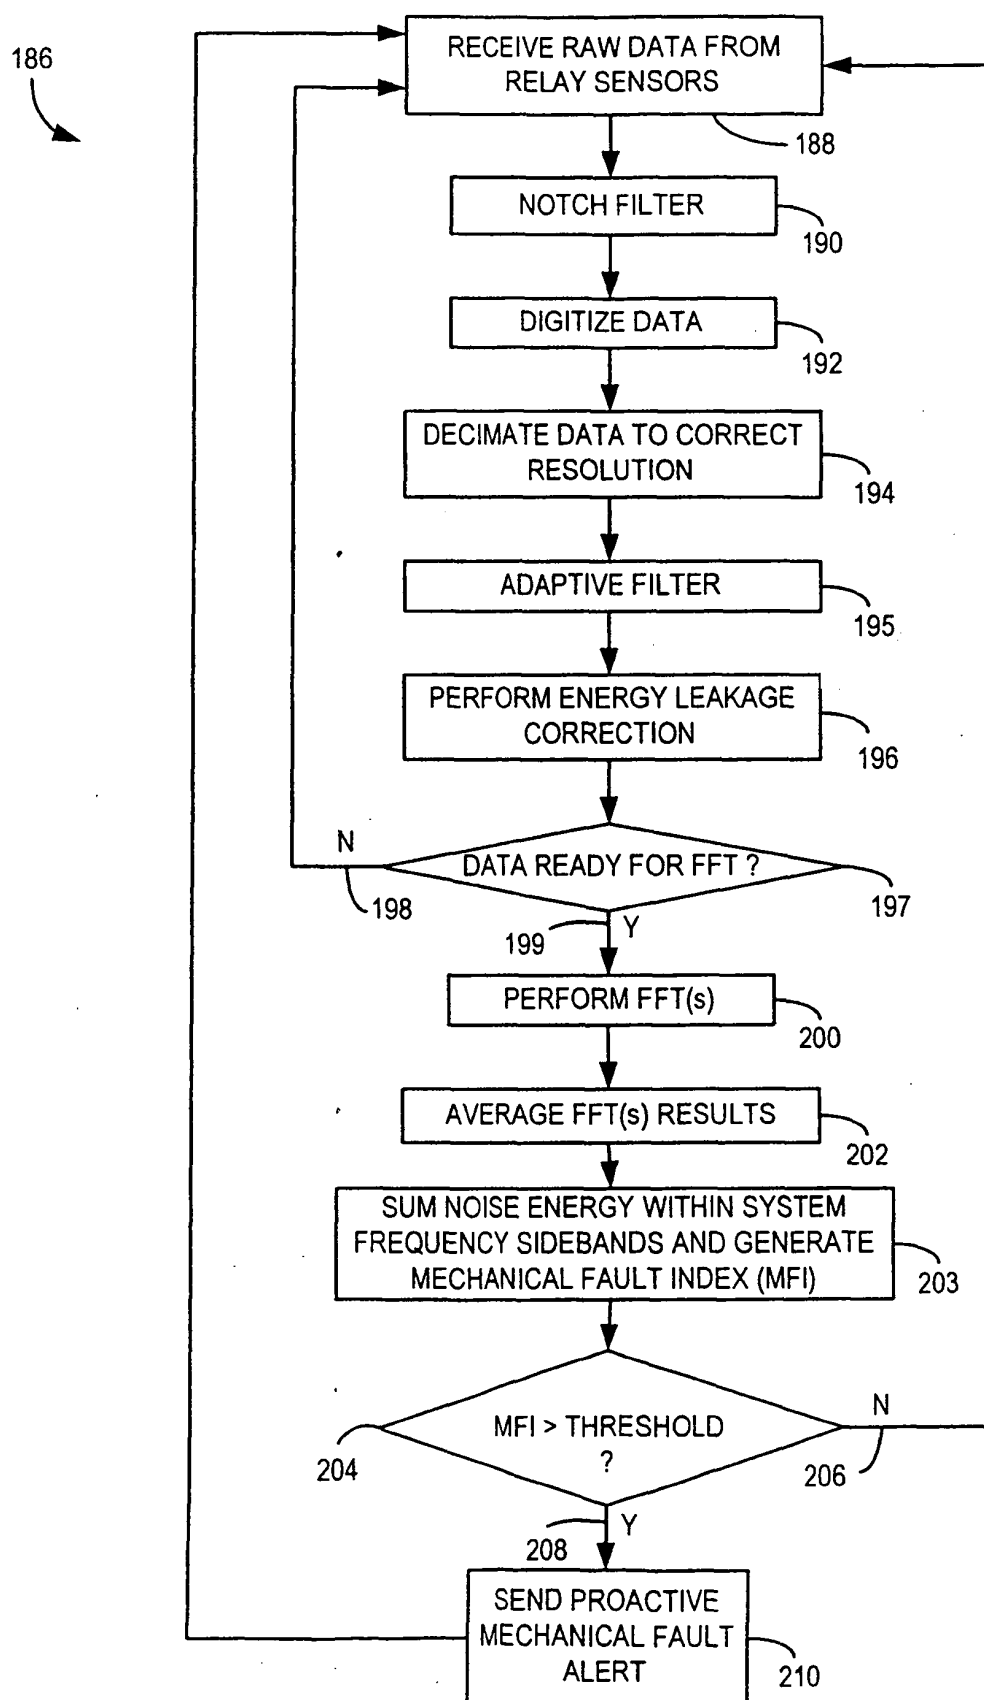 186
RECEIVE RAW DATA FROM
RELAY SENSORS
188
NOTCH FILTER
190
DIGITIZE DATA
192
DECIMATE DATA TO CORRECT
RESOLUTION
194
ADAPTIVE FILTER
195
PERFORM ENERGY LEAKAGE
CORRECTION
196
N
DATA READY FOR FFT ?
198
197
199
Y
PERFORM FFT(s)
200
AVERAGE FFT(s) RESULTS
202
SUM NOISE ENERGY WITHIN SYSTEM
FREQUENCY SIDEBANDS AND GENERATE
MECHANICAL FAULT INDEX (MFI)
203
MFI > THRESHOLD
?
N
204
206
208
Y
SEND PROACTIVE
MECHANICAL FAULT
ALERT
210